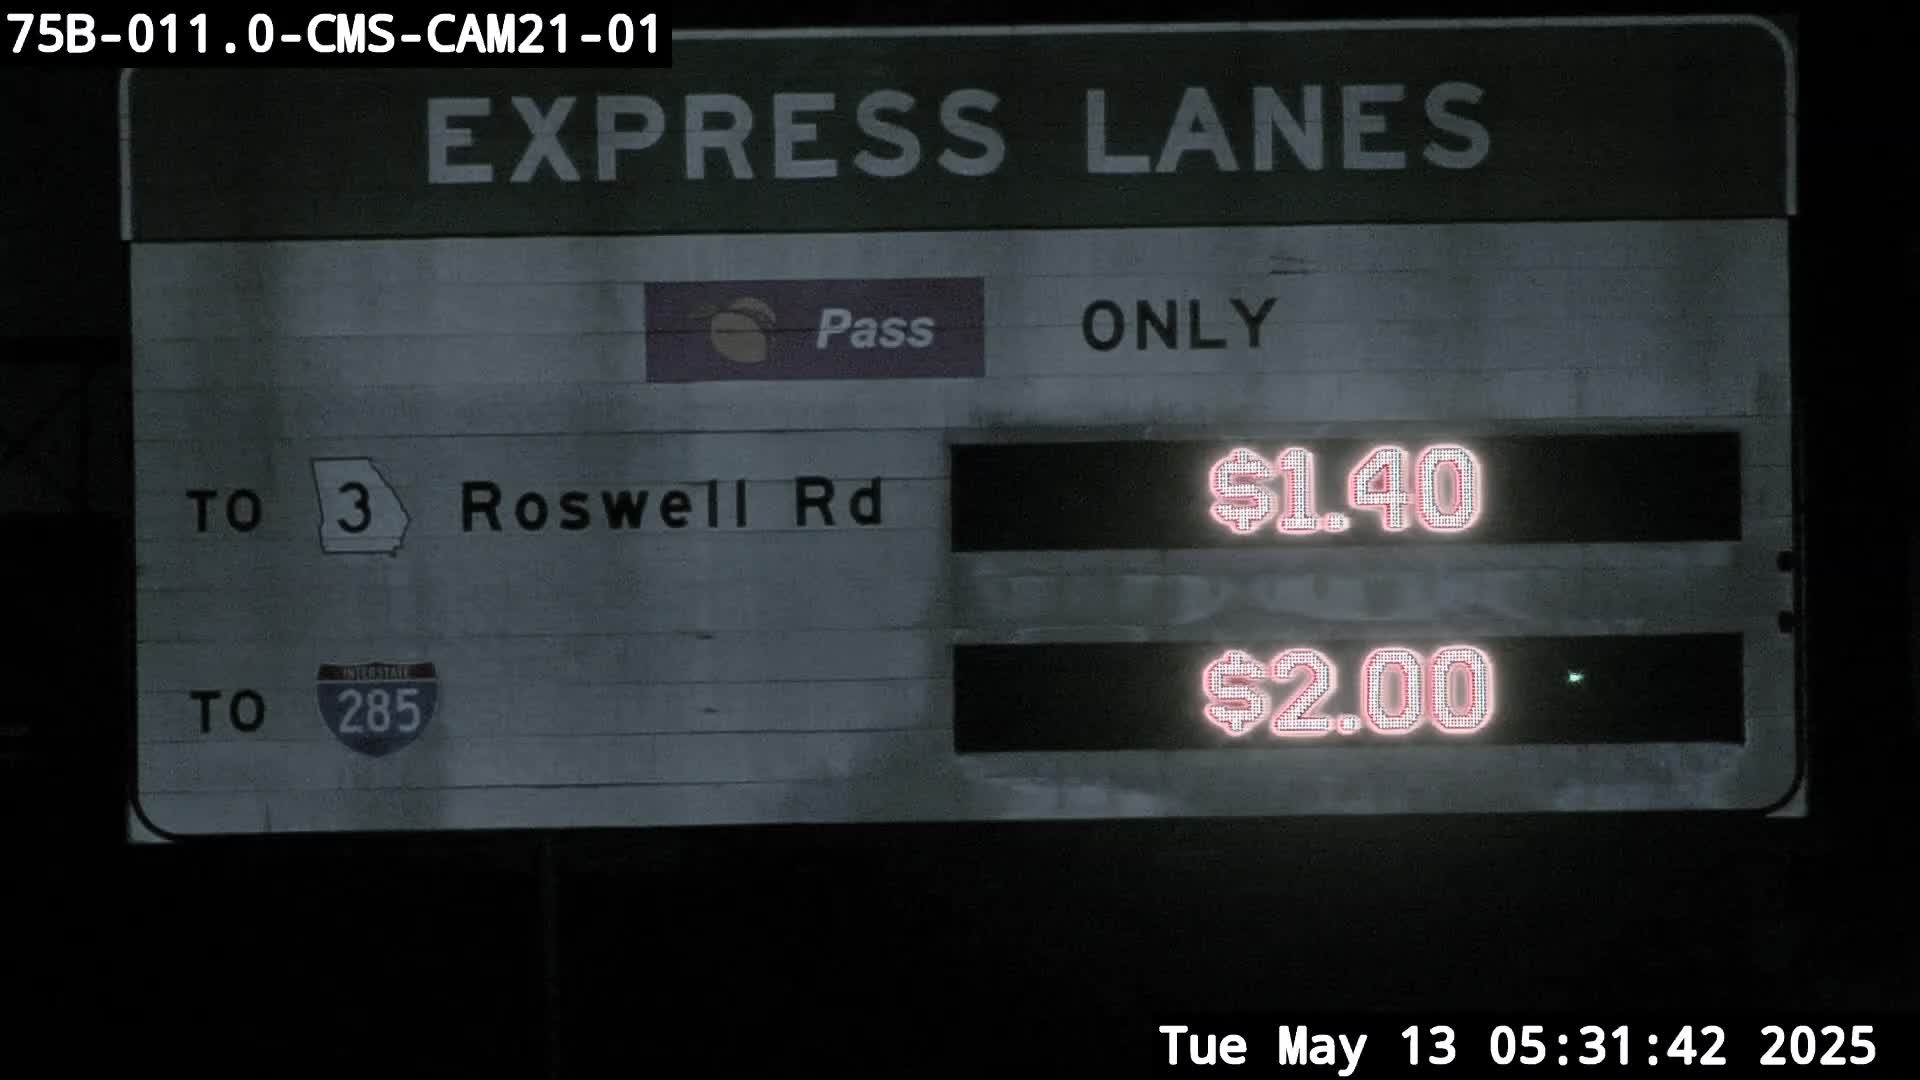 75B-011.0-CMS-CAM21-01
EXPRESS LANES
Pass ONLY
TO 3 Roswell Rd $1.40
INTERSTATE
TO 285 $2.00
Tue May 13 05:31:42 2025